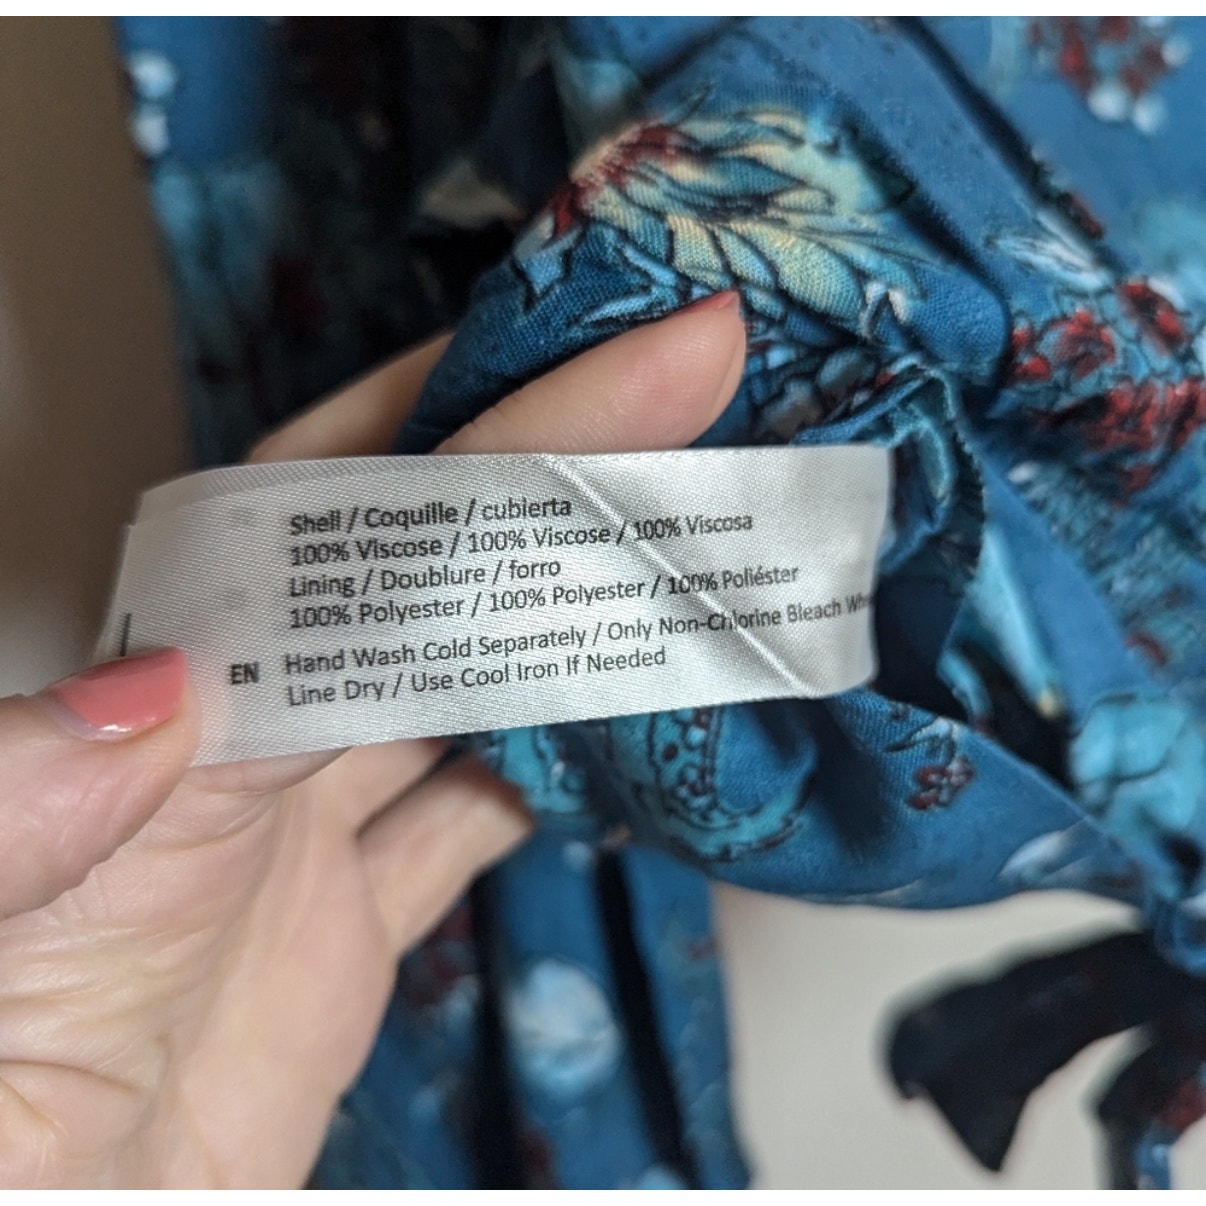 Shell / Coquille / cubierta
100% Viscose / 100% Viscose / 100% Viscosa
Lining / Doublure / forro
100% Polyester / 100% Polyester / 100% Poliéster
EN Hand Wash Cold Separately / Only Non-Chlorine Bleach
Line Dry / Use Cool Iron If Needed